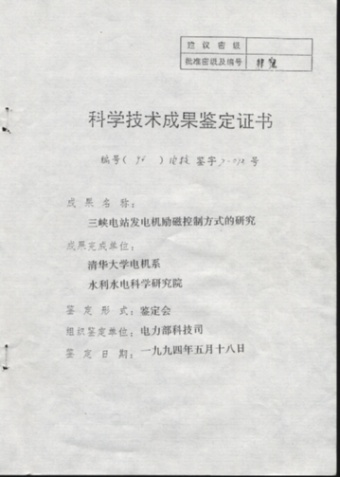 建议密级
批准密级及编号
科学技术成果鉴定证书
编号( 94 ) 鉴字 号
成果名称:
三峡电站发电机励磁控制方式的研究
成果完成单位:
清华大学电机系
水利水电科学研究院
鉴定形式: 鉴定会
组织鉴定单位: 电力部科技司
鉴定日期: 一九九四年五月十八日